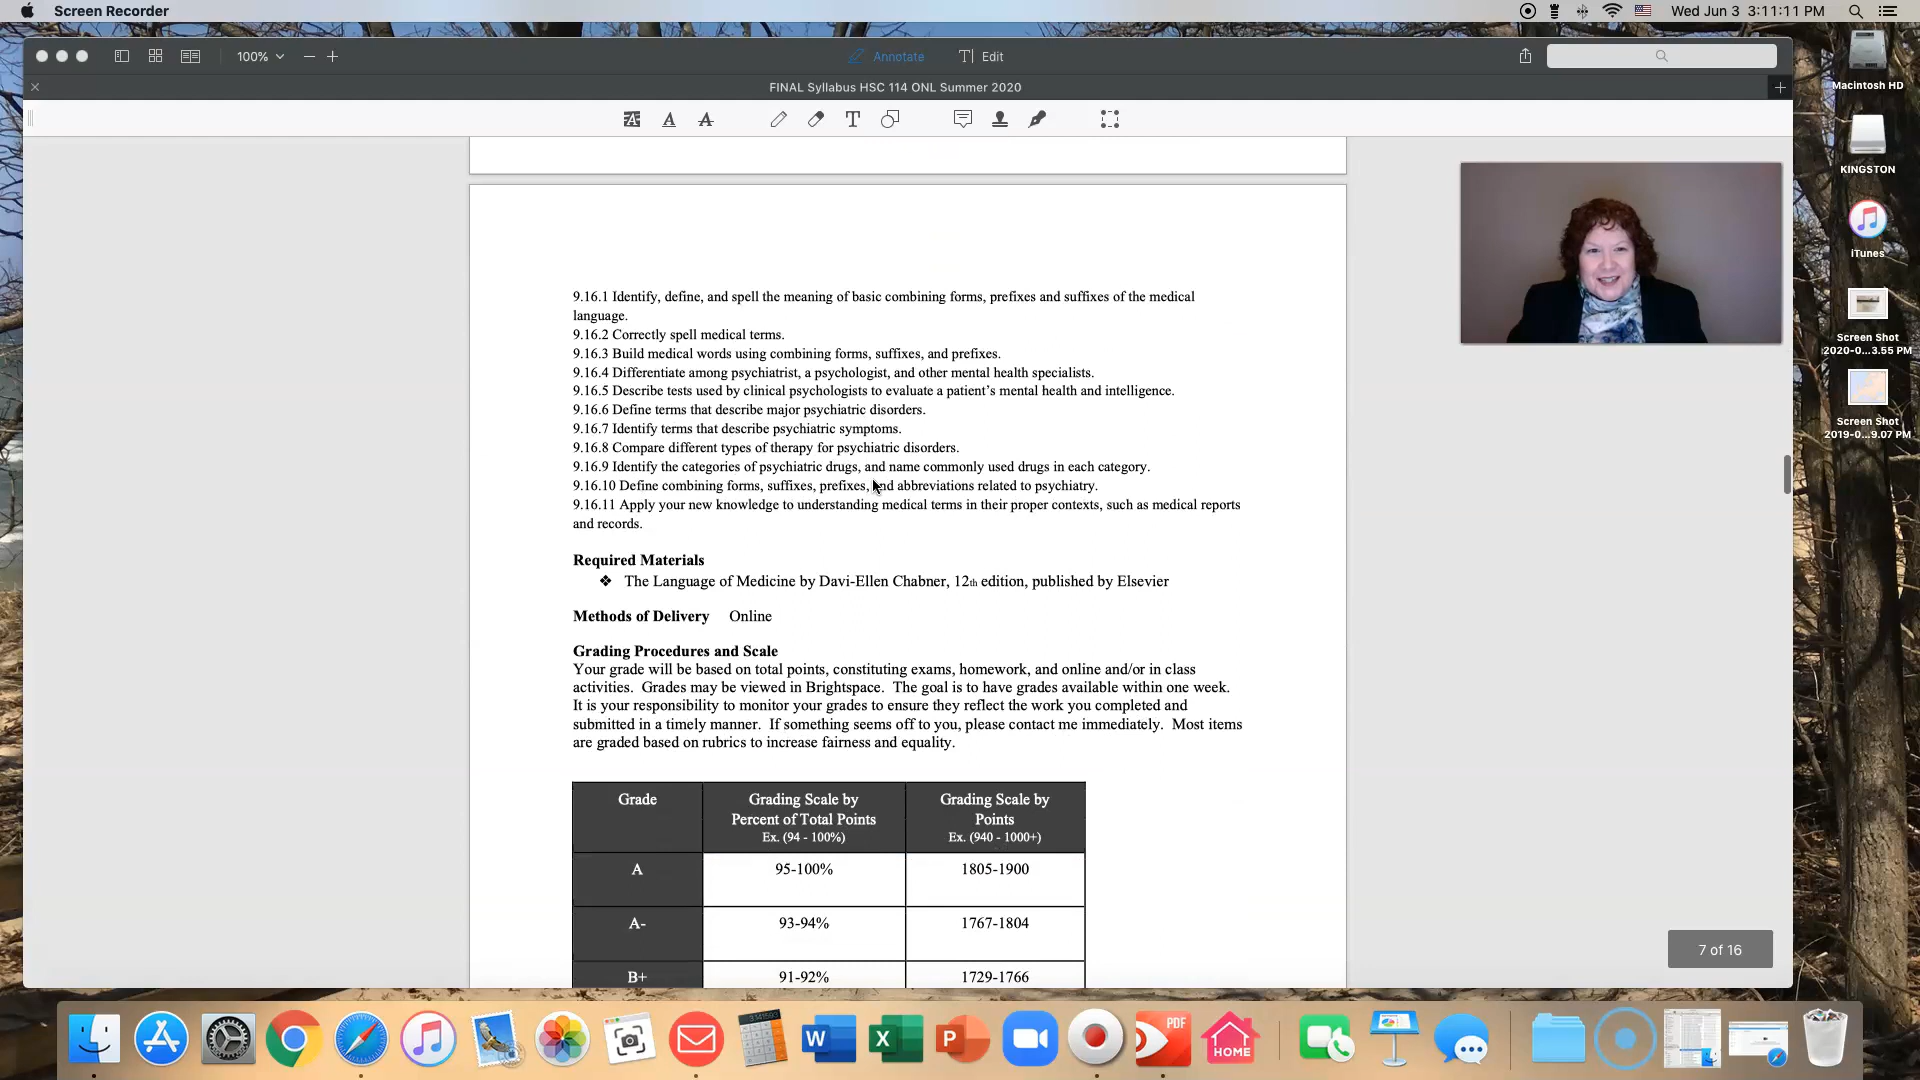 Screen Recorder
Wed Jun 3 3:11:11 PM
100%
Annotate
Edit
FINAL Syllabus HSC 114 ONL Summer 2020
Macintosh HD
KINGSTON
iTunes
Screen Shot
2020-0...3.55 PM
Screen Shot
2019-0...9.07 PM
9.16.1 Identify, define, and spell the meaning of basic combining forms, prefixes and suffixes of the medical
language.
9.16.2 Correctly spell medical terms.
9.16.3 Build medical words using combining forms, suffixes, and prefixes.
9.16.4 Differentiate among psychiatrist, a psychologist, and other mental health specialists.
9.16.5 Describe tests used by clinical psychologists to evaluate a patient's mental health and intelligence.
9.16.6 Define terms that describe major psychiatric disorders.
9.16.7 Identify terms that describe psychiatric symptoms.
9.16.8 Compare different types of therapy for psychiatric disorders.
9.16.9 Identify the categories of psychiatric drugs, and name commonly used drugs in each category.
9.16.10 Define combining forms, suffixes, prefixes, and abbreviations related to psychiatry.
9.16.11 Apply your new knowledge to understanding medical terms in their proper contexts, such as medical reports
and records.
Required Materials
❖ The Language of Medicine by Davi-Ellen Chabner, 12th edition, published by Elsevier
Methods of Delivery Online
Grading Procedures and Scale
Your grade will be based on total points, constituting exams, homework, and online and/or in class
activities. Grades may be viewed in Brightspace. The goal is to have grades available within one week.
It is your responsibility to monitor your grades to ensure they reflect the work you completed and
submitted in a timely manner. If something seems off to you, please contact me immediately. Most items
are graded based on rubrics to increase fairness and equality.
Grade
Grading Scale by
Percent of Total Points
Ex. (94 - 100%)
Grading Scale by
Points
Ex. (940 - 1000+)
A 95-100% 1805-1900
A- 93-94% 1767-1804
B+ 91-92% 1729-1766
7 of 16
W
X
P
PDF
HOME